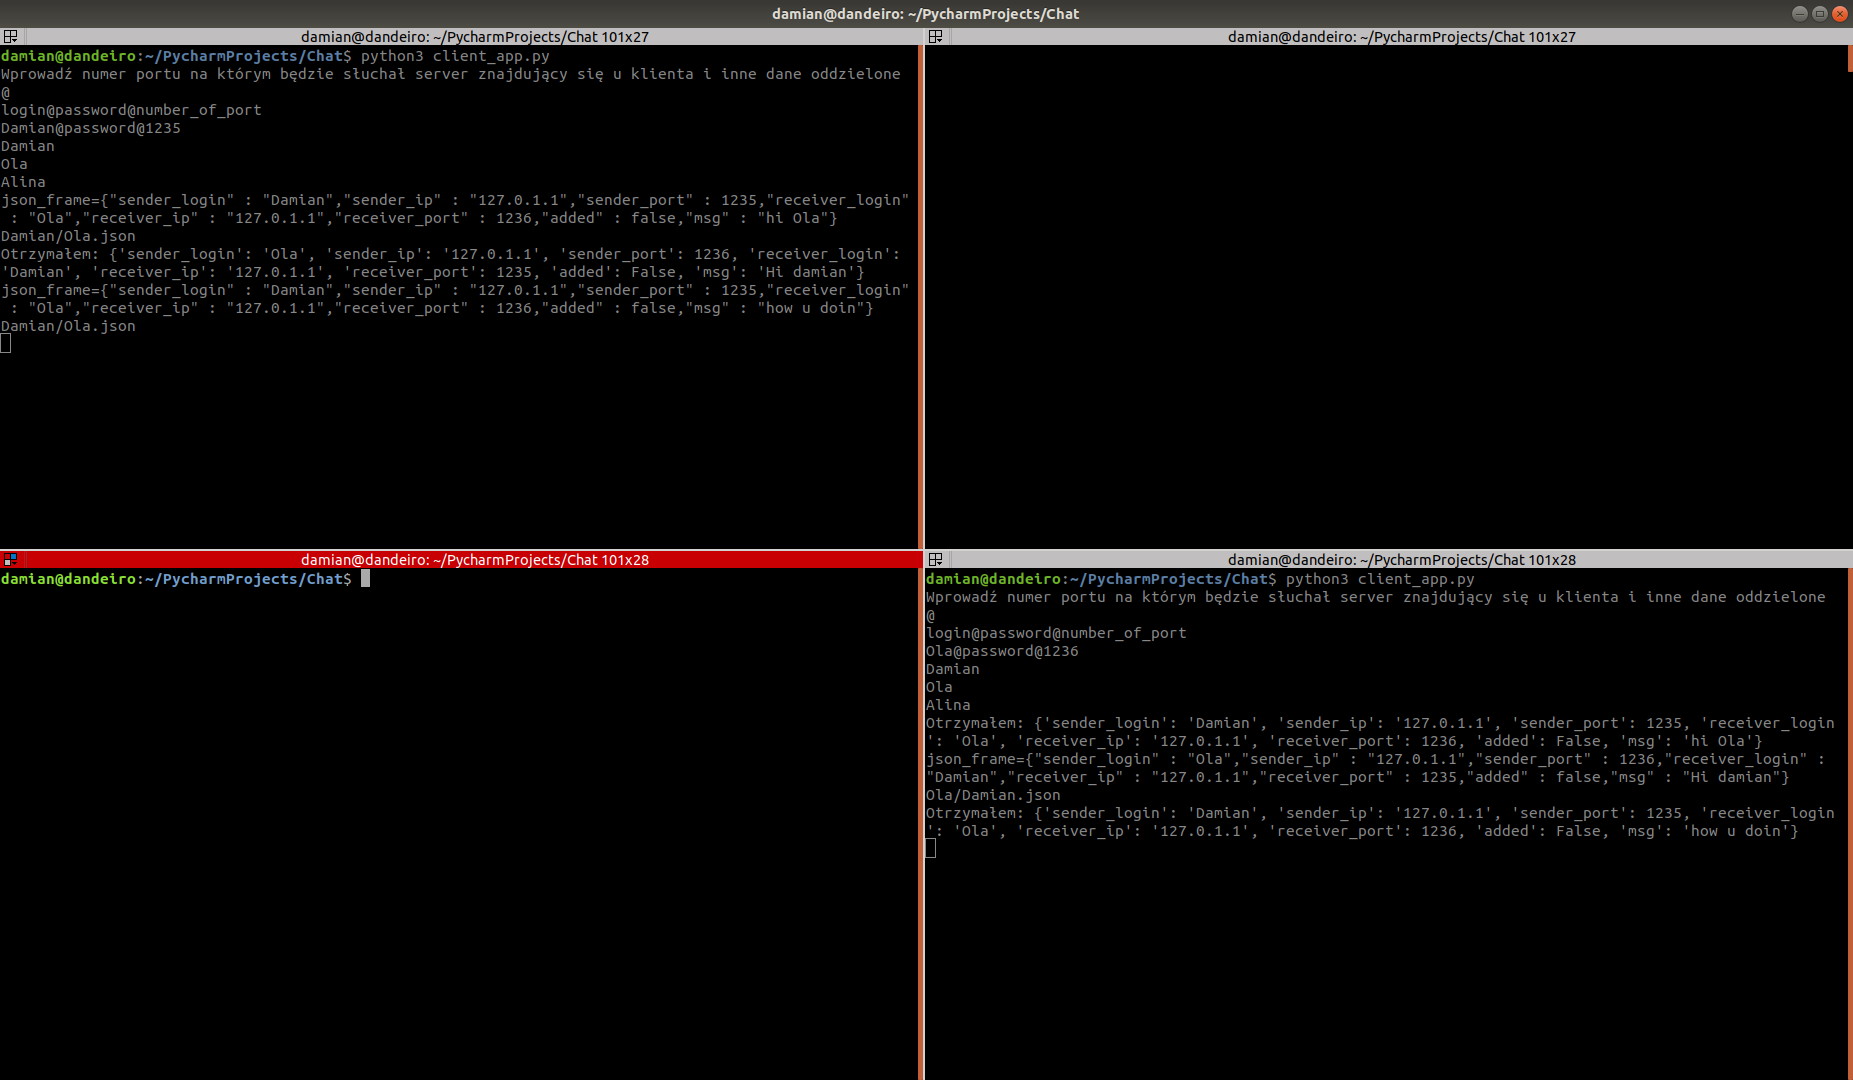 damian@dandeiro: ~/PycharmProjects/Chat
damian@dandeiro: ~/PycharmProjects/Chat 101x27
damian@dandeiro:~/PycharmProjects/Chat$ python3 client_app.py
Wprowadź numer portu na którym będzie słuchał server znajdujący się u klienta i inne dane oddzielone
@
login@password@number_of_port
Damian@password@1235
Damian
Ola
Alina
json_frame={"sender_login" : "Damian","sender_ip" : "127.0.1.1","sender_port" : 1235,"receiver_login"
 : "Ola","receiver_ip" : "127.0.1.1","receiver_port" : 1236,"added" : false,"msg" : "hi Ola"}
Damian/Ola.json
Otrzymałem: {'sender_login': 'Ola', 'sender_ip': '127.0.1.1', 'sender_port': 1236, 'receiver_login':
'Damian', 'receiver_ip': '127.0.1.1', 'receiver_port': 1235, 'added': False, 'msg': 'Hi damian'}
json_frame={"sender_login" : "Damian","sender_ip" : "127.0.1.1","sender_port" : 1235,"receiver_login"
 : "Ola","receiver_ip" : "127.0.1.1","receiver_port" : 1236,"added" : false,"msg" : "how u doin"}
Damian/Ola.json
damian@dandeiro: ~/PycharmProjects/Chat 101x27
damian@dandeiro: ~/PycharmProjects/Chat 101x28
damian@dandeiro:~/PycharmProjects/Chat$
damian@dandeiro: ~/PycharmProjects/Chat 101x28
damian@dandeiro:~/PycharmProjects/Chat$ python3 client_app.py
Wprowadź numer portu na którym będzie słuchał server znajdujący się u klienta i inne dane oddzielone
@
login@password@number_of_port
Ola@password@1236
Damian
Ola
Alina
Otrzymałem: {'sender_login': 'Damian', 'sender_ip': '127.0.1.1', 'sender_port': 1235, 'receiver_login
': 'Ola', 'receiver_ip': '127.0.1.1', 'receiver_port': 1236, 'added': False, 'msg': 'hi Ola'}
json_frame={"sender_login" : "Ola","sender_ip" : "127.0.1.1","sender_port" : 1236,"receiver_login" :
"Damian","receiver_ip" : "127.0.1.1","receiver_port" : 1235,"added" : false,"msg" : "Hi damian"}
Ola/Damian.json
Otrzymałem: {'sender_login': 'Damian', 'sender_ip': '127.0.1.1', 'sender_port': 1235, 'receiver_login
': 'Ola', 'receiver_ip': '127.0.1.1', 'receiver_port': 1236, 'added': False, 'msg': 'how u doin'}